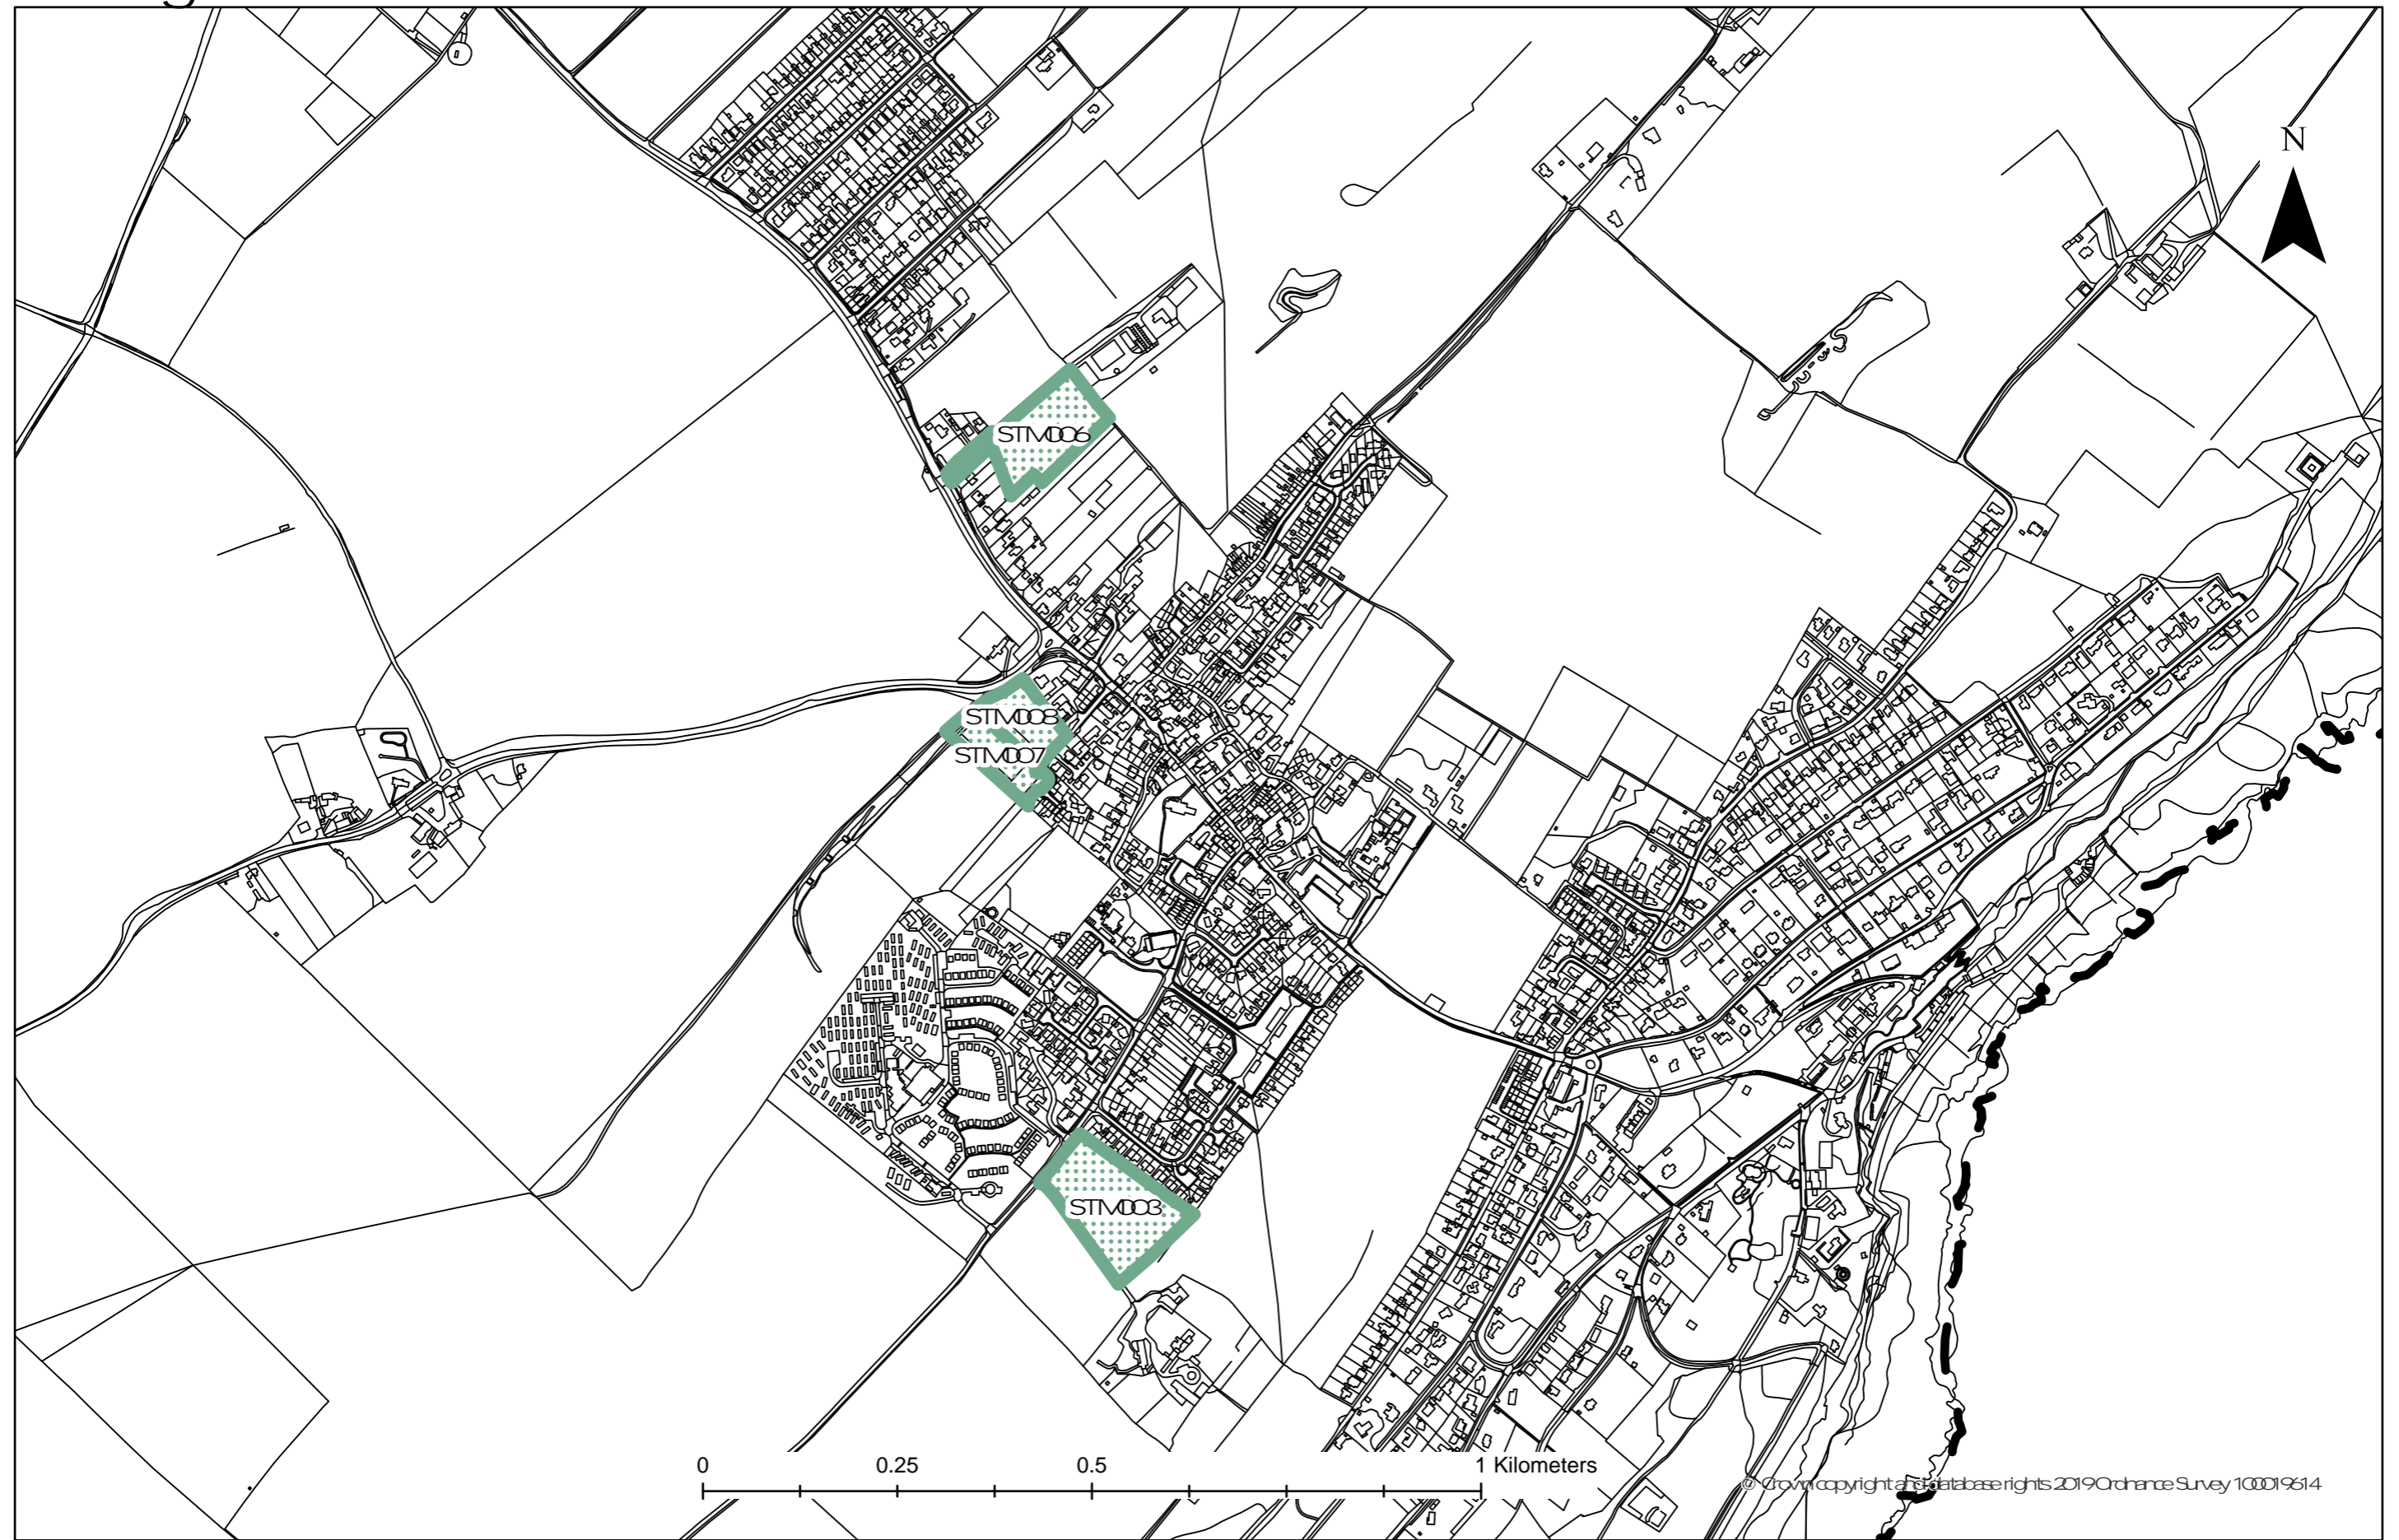 N
STM006
STM008
STM007
STM003
0 0.25 0.5 1 Kilometers
© Crown copyright and database rights 2019 Ordnance Survey 100019614